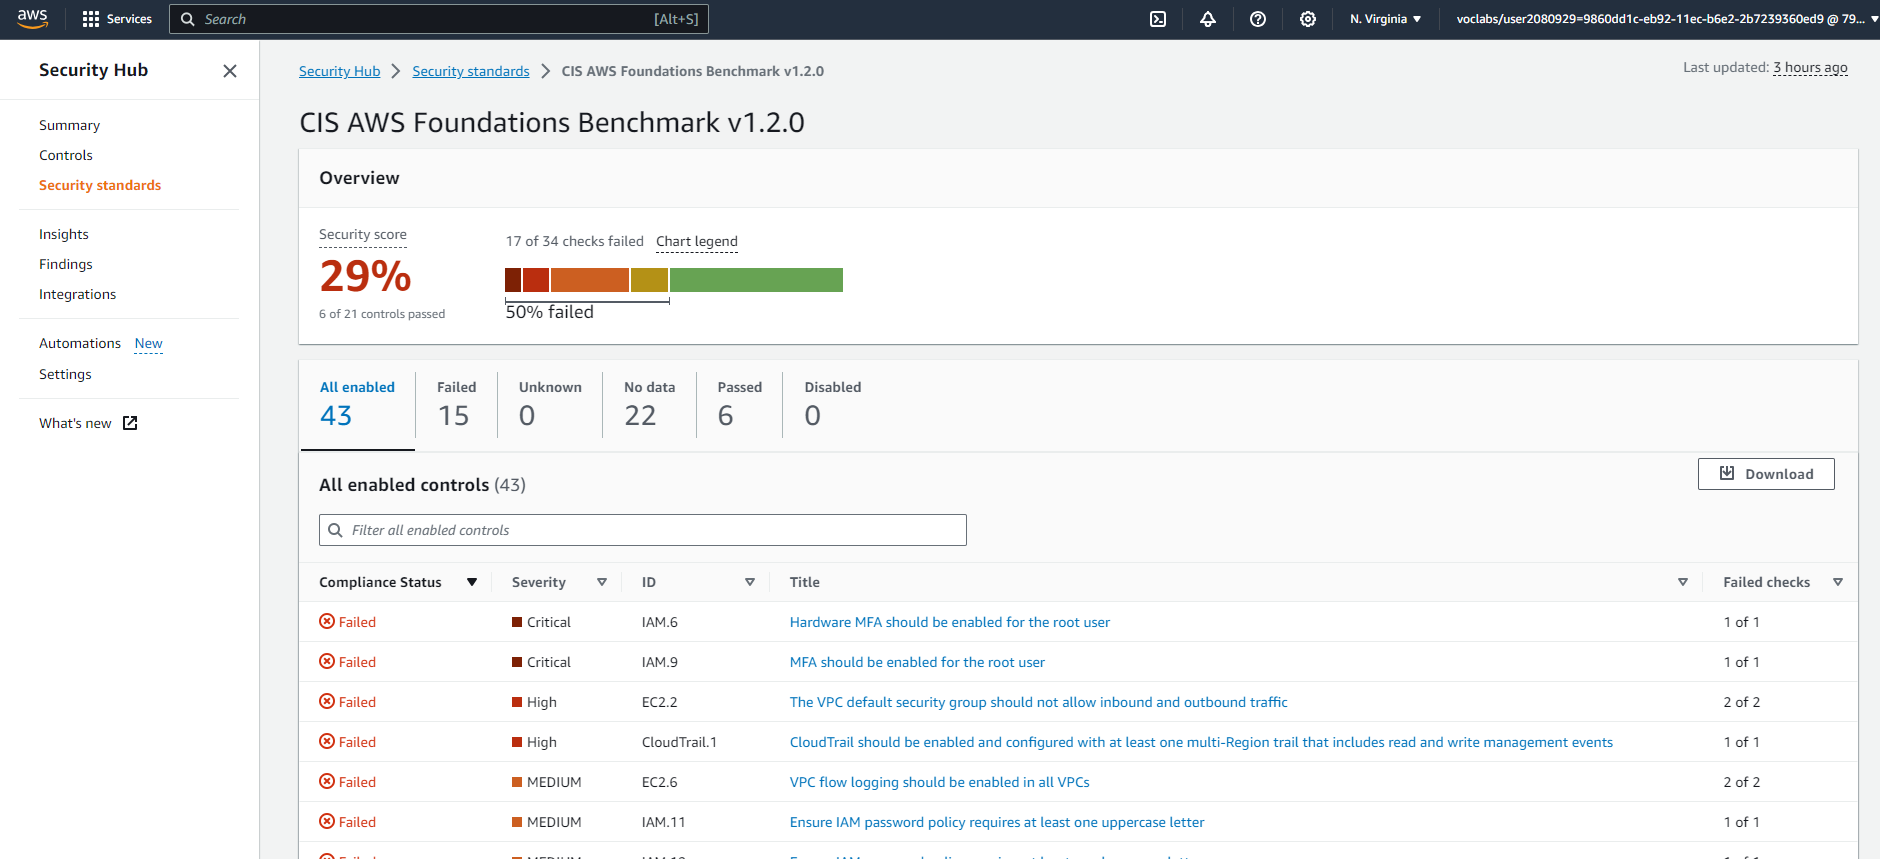 aws
Services
Search
[Alt+S]
N. Virginia
voclabs/user2080929=9860dd1c-eb92-11ec-b6e2-2b7239360ed9 @ 79...
Security Hub
Summary
Controls
Security standards
Insights
Findings
Integrations
Automations New
Settings
What's new
Security Hub
Security standards
CIS AWS Foundations Benchmark v1.2.0
Last updated: 3 hours ago
CIS AWS Foundations Benchmark v1.2.0
Overview
Security score
29%
6 of 21 controls passed
17 of 34 checks failed Chart legend
50% failed
All enabled
43
Failed
15
Unknown
0
No data
22
Passed
6
Disabled
0
All enabled controls (43)
Download
Filter all enabled controls
Compliance Status Severity ID Title Failed checks
Failed Critical IAM.6 Hardware MFA should be enabled for the root user 1 of 1
Failed Critical IAM.9 MFA should be enabled for the root user 1 of 1
Failed High EC2.2 The VPC default security group should not allow inbound and outbound traffic 2 of 2
Failed High CloudTrail.1 CloudTrail should be enabled and configured with at least one multi-Region trail that includes read and write management events 1 of 1
Failed MEDIUM EC2.6 VPC flow logging should be enabled in all VPCs 2 of 2
Failed MEDIUM IAM.11 Ensure IAM password policy requires at least one uppercase letter 1 of 1